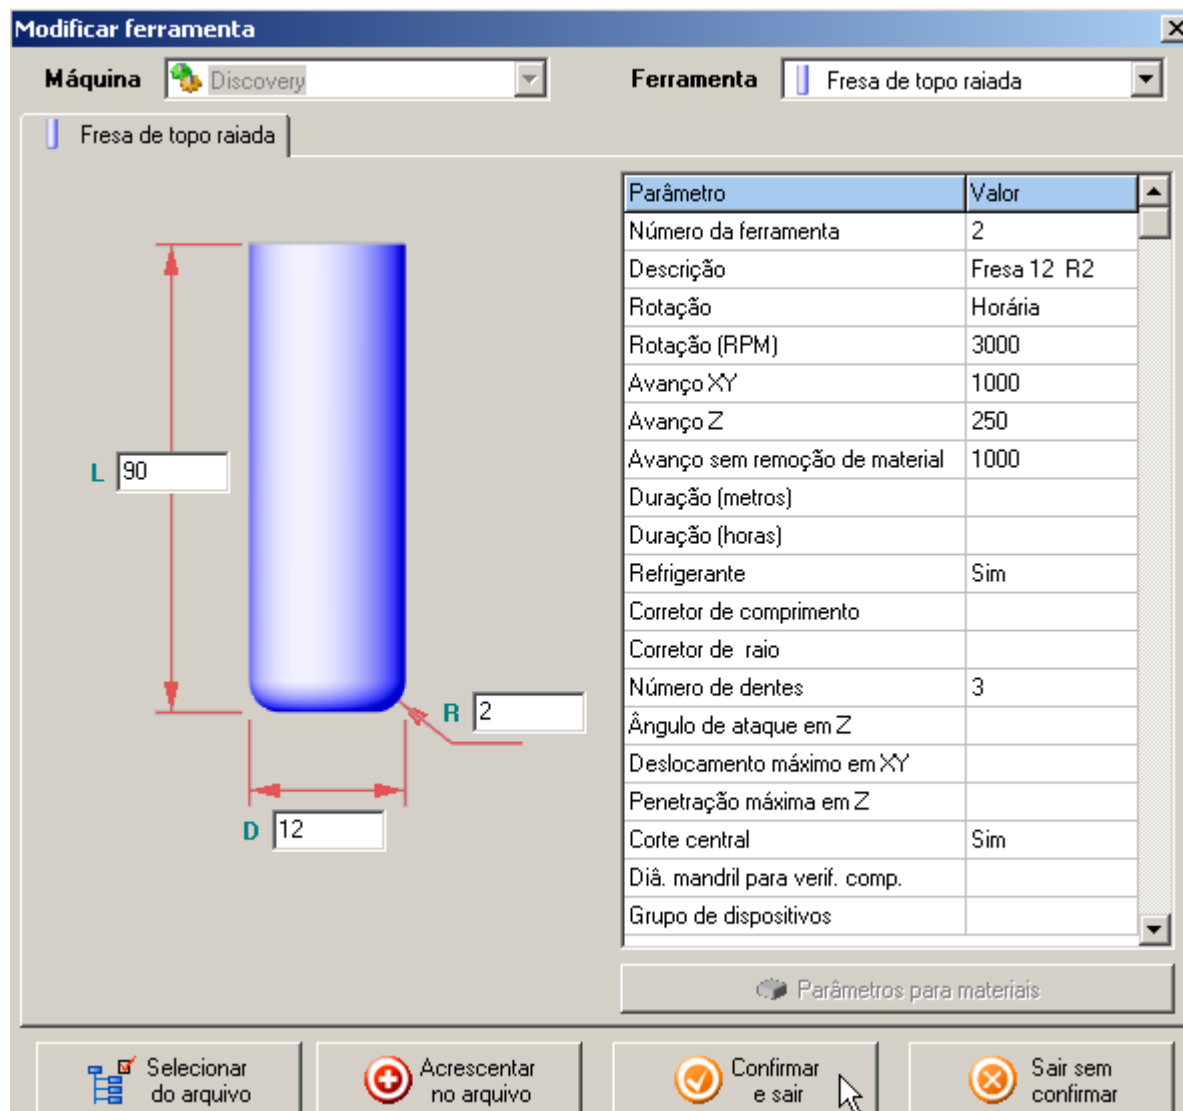 Modificar ferramenta
Máquina Discovery Ferramenta Fresa de topo raiada
Fresa de topo raiada
Parâmetro Valor
Número da ferramenta 2
Descrição Fresa 12 R2
Rotação Horária
Rotação (RPM) 3000
Avanço XY 1000
Avanço Z 250
Avanço sem remoção de material 1000
Duração (metros)
Duração (horas)
Refrigerante Sim
Corretor de comprimento
Corretor de raio
Número de dentes 3
Ângulo de ataque em Z
Deslocamento máximo em XY
Penetração máxima em Z
Corte central Sim
Diâ. mandril para verif. comp.
Grupo de dispositivos
L 90
R 2
D 12
Parâmetros para materiais
Selecionar
do arquivo
Acrescentar
no arquivo
Confirmar
e sair
Sair sem
confirmar